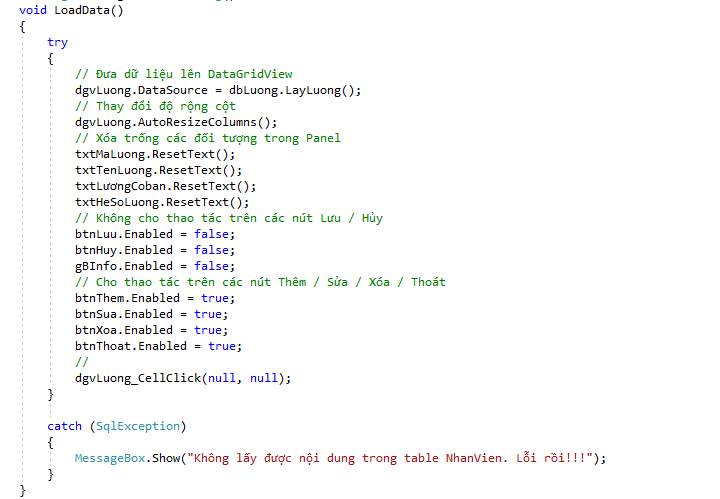 void LoadData()
{
try
{
// Đưa dữ liệu lên DataGridView
dgvLuong.DataSource = dbLuong.LayLuong();
// Thay đổi độ rộng cột
dgvLuong.AutoResizeColumns();
// Xóa trống các đối tượng trong Panel
txtMaLuong.ResetText();
txtTenLuong.ResetText();
txtLươngCoban.ResetText();
txtHeSoLuong.ResetText();
// Không cho thao tác trên các nút Lưu / Hủy
btnLuu.Enabled = false;
btnHuy.Enabled = false;
gBInfo.Enabled = false;
// Cho thao tác trên các nút Thêm / Sửa / Xóa / Thoát
btnThem.Enabled = true;
btnSua.Enabled = true;
btnXoa.Enabled = true;
btnThoat.Enabled = true;
//
dgvLuong_CellClick(null, null);
}
catch (SqlException)
{
MessageBox.Show("Không lấy được nội dung trong table NhanVien. Lỗi rồi!!!");
}
}